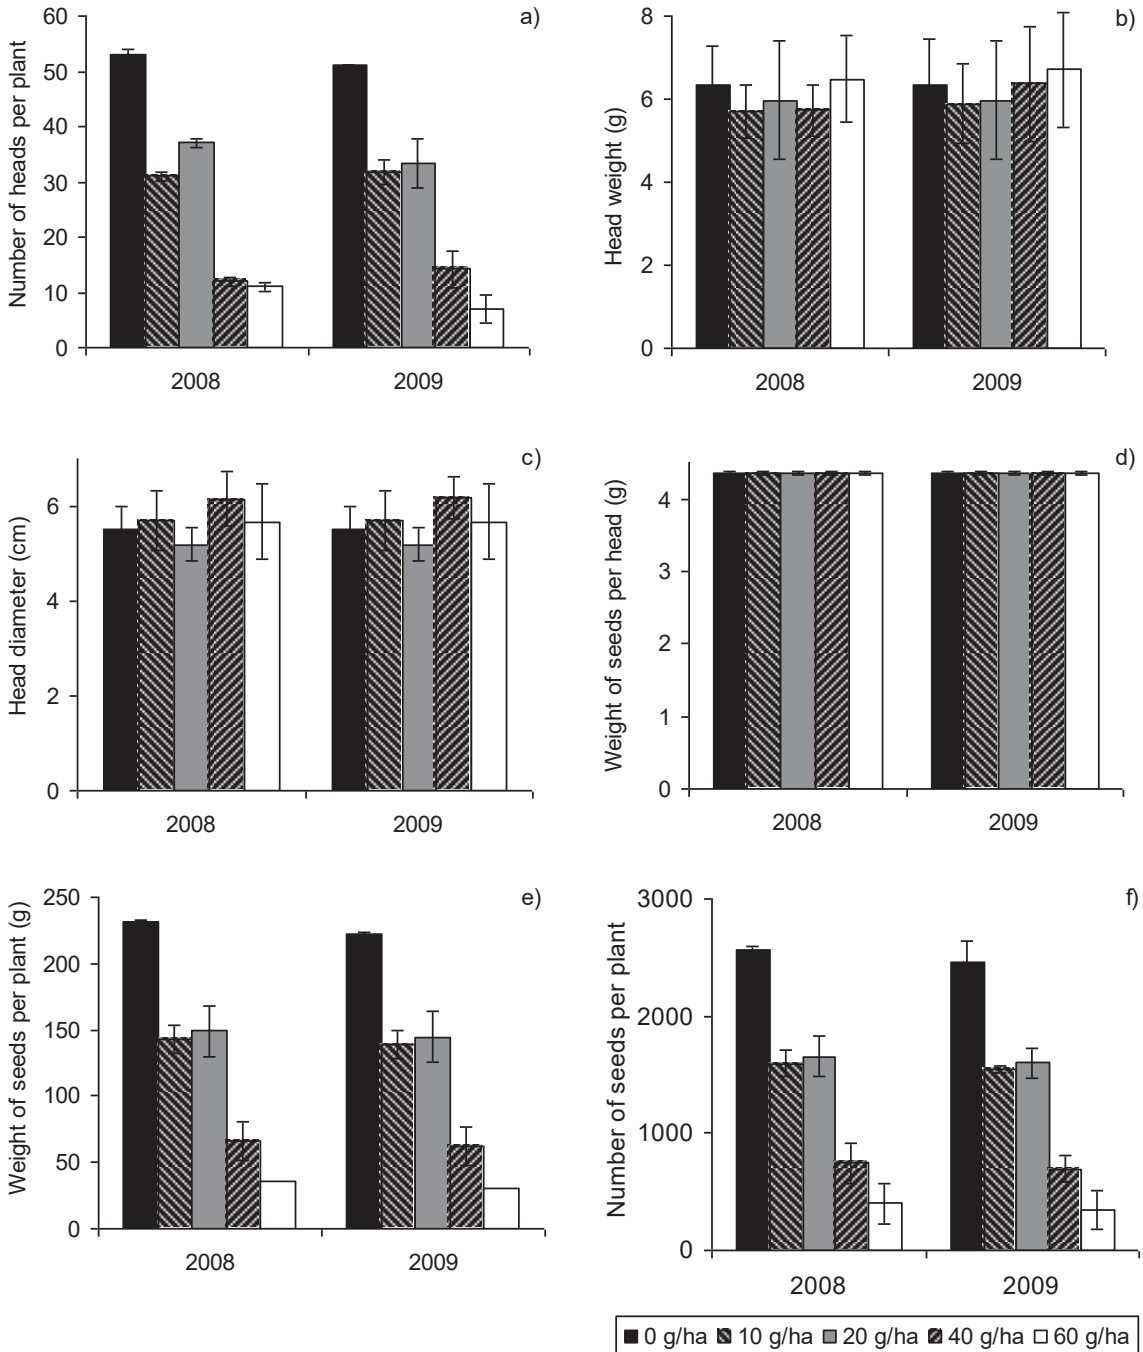 a)
Number of heads per plant
60
50
40
30
20
10
0
2008 2009
b)
Head weight (g)
8
6
4
2
0
2008 2009
c)
Head diameter (cm)
6
4
2
0
2008 2009
d)
Weight of seeds per head (g)
4
3
2
1
0
2008 2009
e)
Weight of seeds per plant (g)
250
200
150
100
50
0
2008 2009
f)
Number of seeds per plant
3000
2000
1000
0
2008 2009
0 g/ha 10 g/ha 20 g/ha 40 g/ha 60 g/ha